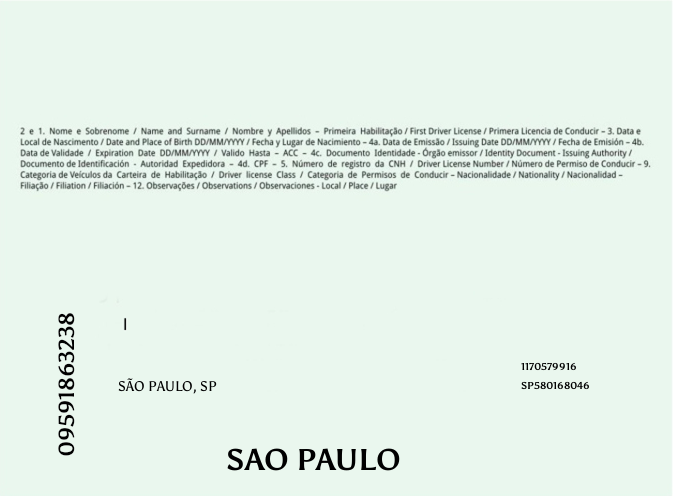 2 e 1. Nome e Sobrenome / Name and Surname / Nombre y Apellidos – Primeira Habilitação / First Driver License / Primera Licencia de Conducir – 3. Data e
Local de Nascimento / Date and Place of Birth DD/MM/YYYY / Fecha y Lugar de Nacimiento – 4a. Data de Emissão / Issuing Date DD/MM/YYYY / Fecha de Emisión – 4b.
Data de Validade / Expiration Date DD/MM/YYYY / Valido Hasta – ACC – 4c. Documento Identidade - Órgão emissor / Identity Document - Issuing Authority /
Documento de Identificación - Autoridad Expedidora – 4d. CPF – 5. Número de registro da CNH / Driver License Number / Número de Permiso de Conducir – 9.
Categoria de Veículos da Carteira de Habilitação / Driver license Class / Categoria de Permisos de Conducir – Nacionalidade / Nationality / Nacionalidad –
Filiação / Filiation / Filiación – 12. Observações / Observations / Observaciones - Local / Place / Lugar
09591863238
I
1170579916
SÃO PAULO, SP
SP580168046
SAO PAULO